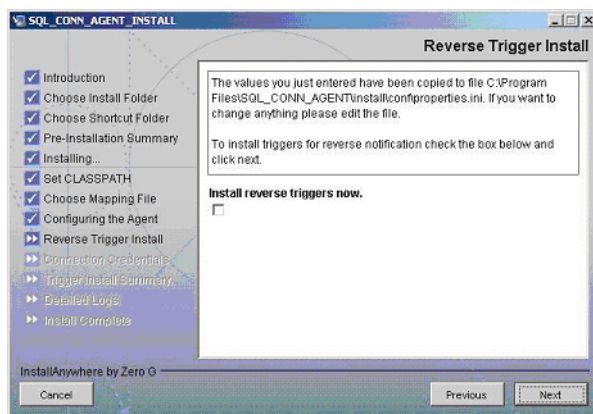 SQL_CONN_AGENT_INSTALL
Reverse Trigger Install
Introduction
Choose Install Folder
Choose Shortcut Folder
Pre-Installation Summary
Installing...
Set CLASSPATH
Choose Mapping File
Configuring the Agent
Reverse Trigger Install
Connection Credentials
Trigger Install Summary
Detailed Logs
Install Complete
The values you just entered have been copied to file C:\Program
Files\SQL_CONN_AGENT\install\conf\properties.ini. If you want to
change anything please edit the file.
To install triggers for reverse notification check the box below and
click next.
Install reverse triggers now.
InstallAnywhere by Zero G
Cancel
Previous
Next